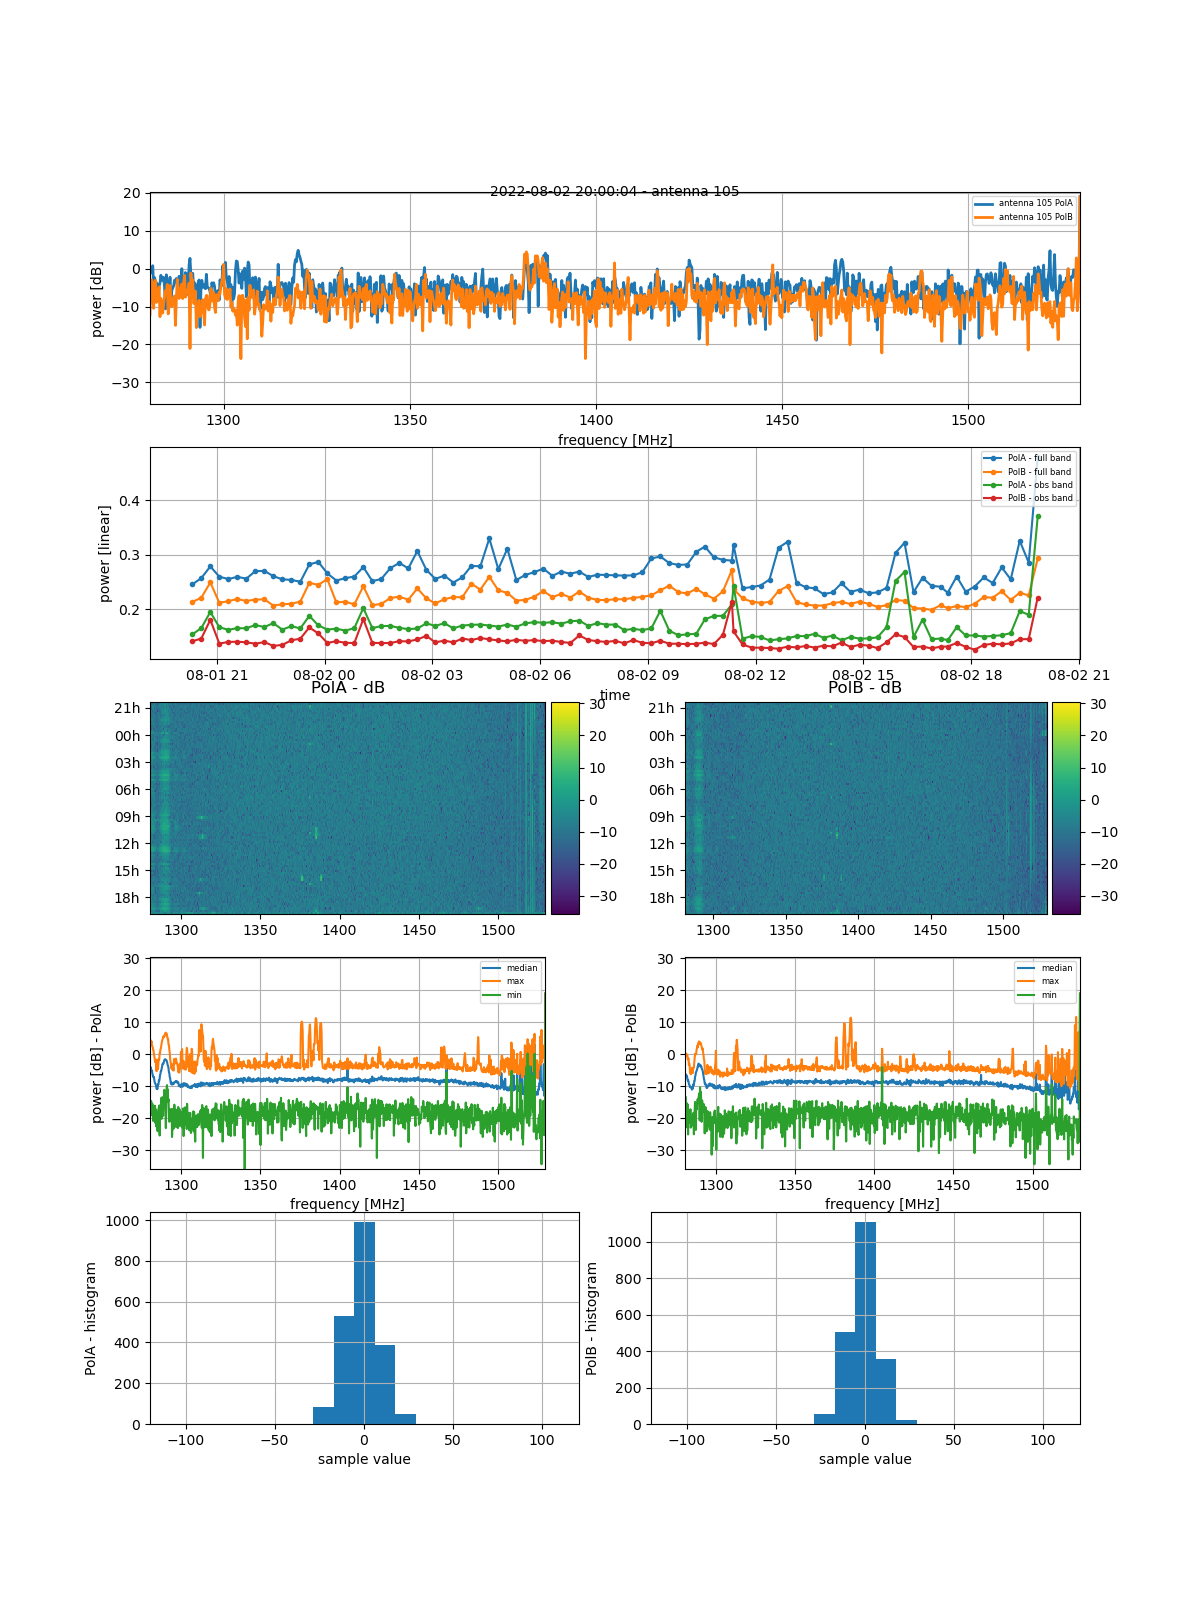 2022-08-02 20:00:04 - antenna 105
antenna 105 PolA
antenna 105 PolB
power [dB]
20
10
0
−10
−20
−30
1300 1350 1400 1450 1500
frequency [MHz]
PolA - full band
PolB - full band
PolA - obs band
PolB - obs band
power [linear]
0.4
0.3
0.2
08-01 21 08-02 00 08-02 03 08-02 06 08-02 09 08-02 12 08-02 15 08-02 18 08-02 21
time
PolA - dB
21h
00h
03h
06h
09h
12h
15h
18h
1300 1350 1400 1450 1500
30
20
10
0
−10
−20
−30
PolB - dB
21h
00h
03h
06h
09h
12h
15h
18h
1300 1350 1400 1450 1500
30
20
10
0
−10
−20
−30
power [dB] - PolA
30
20
10
0
−10
−20
−30
median
max
min
1300 1350 1400 1450 1500
frequency [MHz]
power [dB] - PolB
30
20
10
0
−10
−20
−30
median
max
min
1300 1350 1400 1450 1500
frequency [MHz]
PolA - histogram
1000
800
600
400
200
0
−100 −50 0 50 100
sample value
PolB - histogram
1000
800
600
400
200
0
−100 −50 0 50 100
sample value